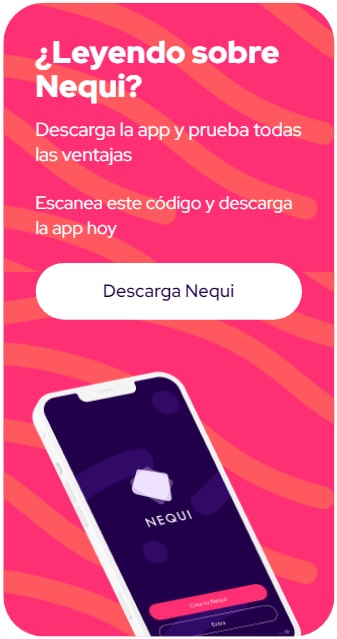 ¿Leyendo sobre
Nequi?
Descarga la app y prueba todas
las ventajas
Escanea este código y descarga
la app hoy
Descarga Nequi
NEQUI
Crea tu Nequi
Entra